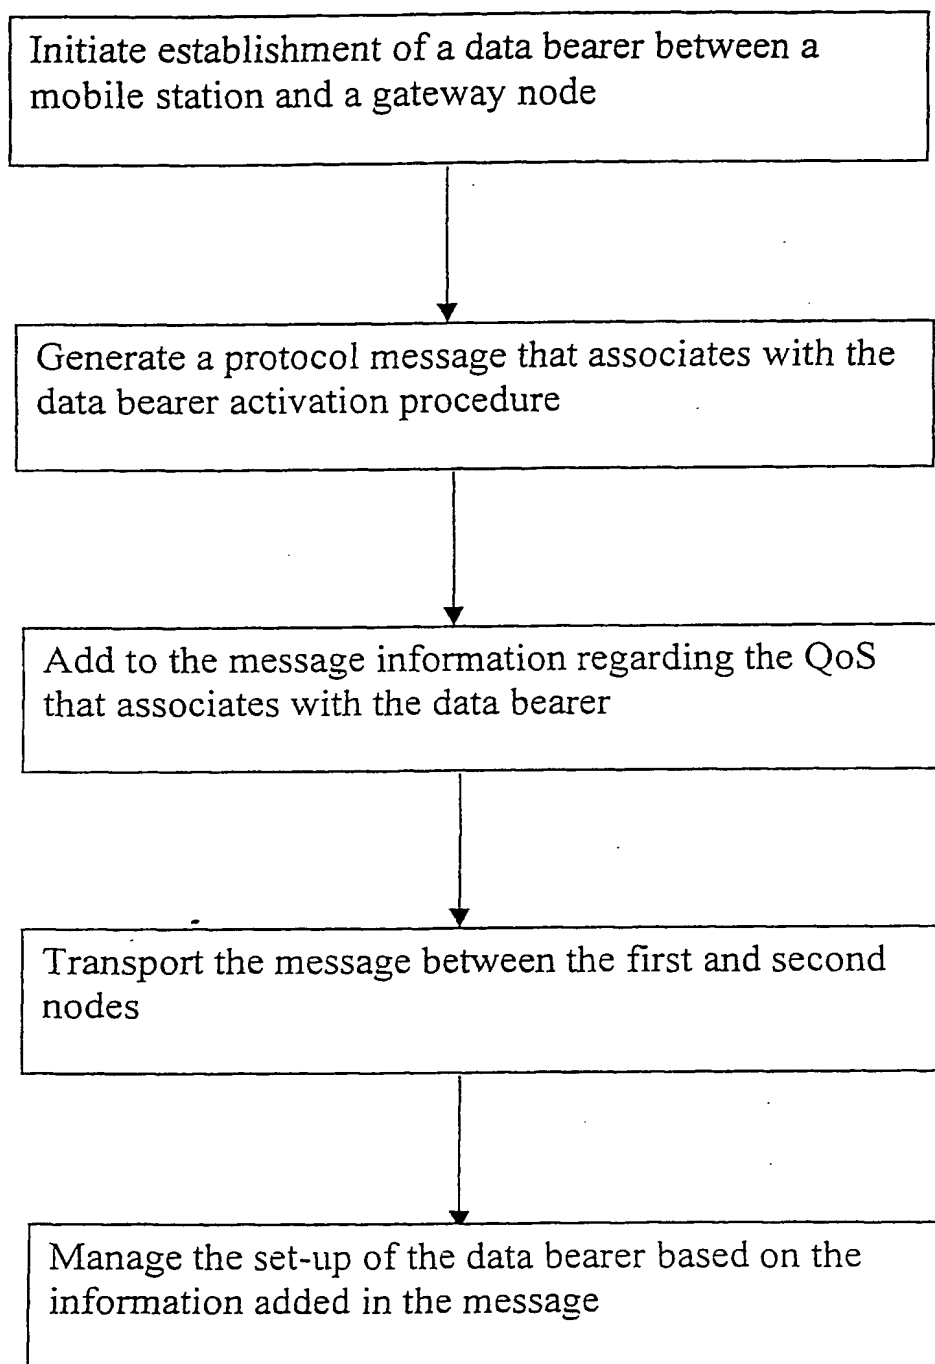 Initiate establishment of a data bearer between a
mobile station and a gateway node
Generate a protocol message that associates with the
data bearer activation procedure
Add to the message information regarding the QoS
that associates with the data bearer
Transport the message between the first and second
nodes
Manage the set-up of the data bearer based on the
information added in the message